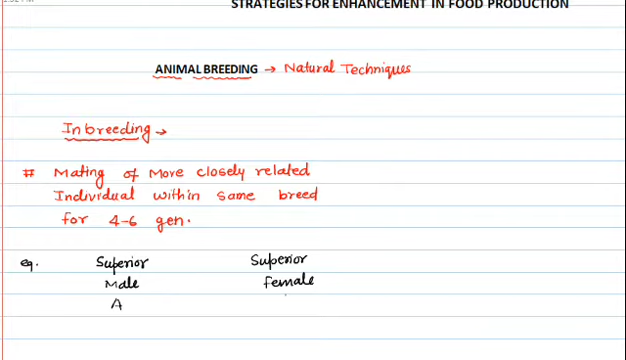 STRATEGIES FOR ENHANCEMENT IN FOOD PRODUCTION
ANIMAL BREEDING → Natural Techniques
Inbreeding →
# Mating of Move closely related
Individual within same breed
for 4-6 gen.
eg. Superior Superior
Male female
A